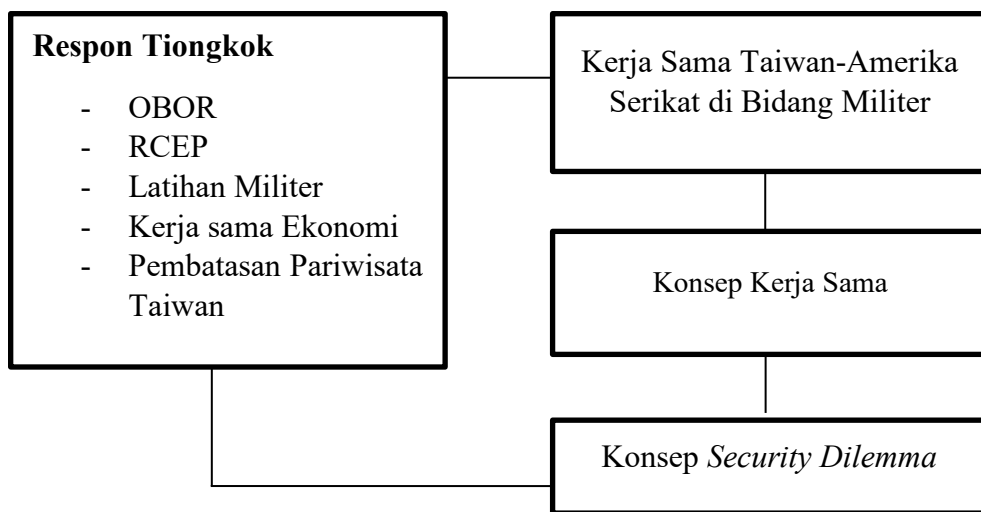 Respon Tiongkok
- OBOR
- RCEP
- Latihan Militer
- Kerja sama Ekonomi
- Pembatasan Pariwisata
Taiwan
Kerja Sama Taiwan-Amerika
Serikat di Bidang Militer
Konsep Kerja Sama
Konsep Security Dilemma